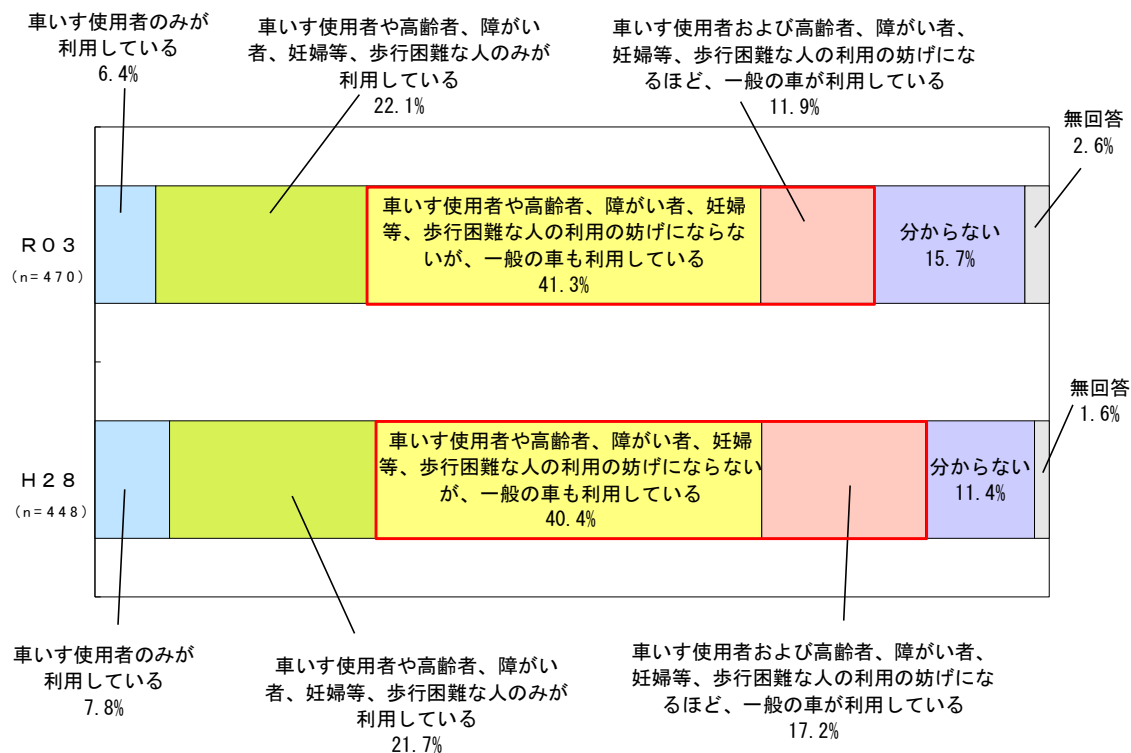 車いす使用者のみが
利用している
6.4%
車いす使用者や高齢者、障がい
者、妊婦等、歩行困難な人のみが
利用している
22.1%
車いす使用者および高齢者、障がい者、
妊婦等、歩行困難な人の利用の妨げにな
るほど、一般の車が利用している
11.9%
無回答
2.6%
R03
(n=470)
車いす使用者や高齢者、障がい者、妊婦
等、歩行困難な人の利用の妨げにならな
いが、一般の車も利用している
41.3%
分からない
15.7%
無回答
1.6%
H28
(n=448)
車いす使用者や高齢者、障がい者、妊婦
等、歩行困難な人の利用の妨げにならない
が、一般の車も利用している
40.4%
分からない
11.4%
車いす使用者のみが
利用している
7.8%
車いす使用者や高齢者、障がい
者、妊婦等、歩行困難な人のみが
利用している
21.7%
車いす使用者および高齢者、障がい者、
妊婦等、歩行困難な人の利用の妨げにな
るほど、一般の車が利用している
17.2%